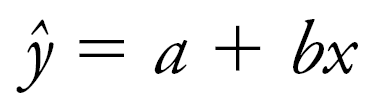 ŷ = a + bx